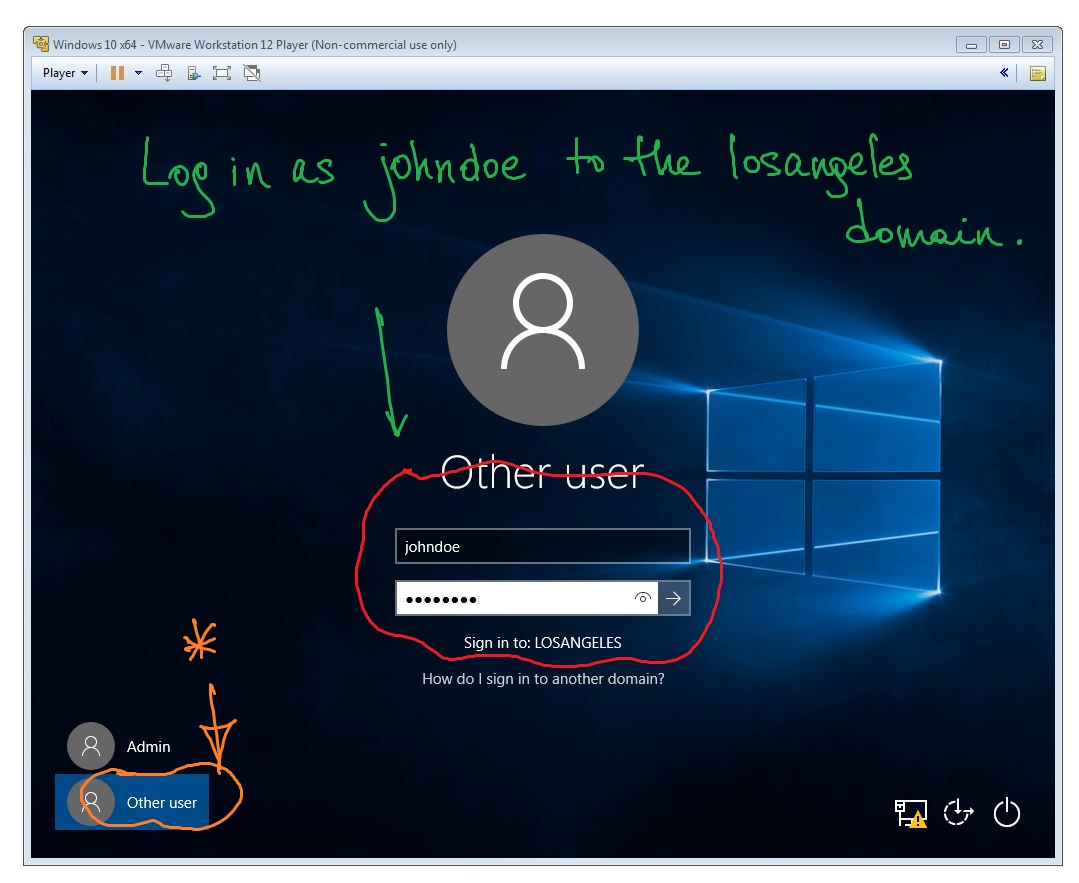 Windows 10 x64 - VMware Workstation 12 Player (Non-commercial use only)
Player
Log in as johndoe to the losangeles
domain.
Other user
johndoe
••••••••
Sign in to: LOSANGELES
How do I sign in to another domain?
*
Admin
Other user